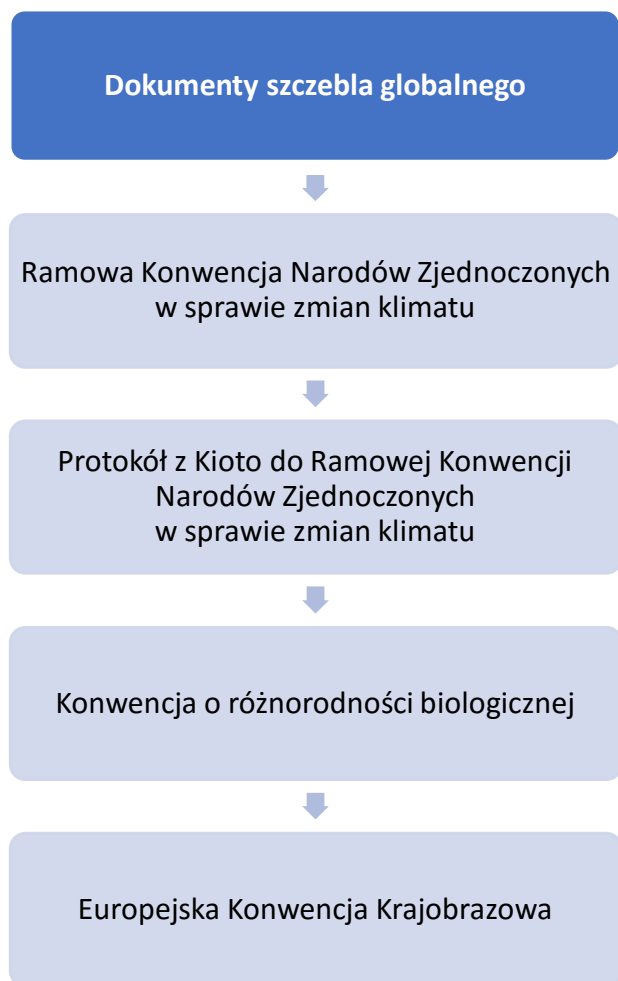 Dokumenty szczebla globalnego
Ramowa Konwencja Narodów Zjednoczonych
w sprawie zmian klimatu
Protokół z Kioto do Ramowej Konwencji
Narodów Zjednoczonych
w sprawie zmian klimatu
Konwencja o różnorodności biologicznej
Europejska Konwencja Krajobrazowa